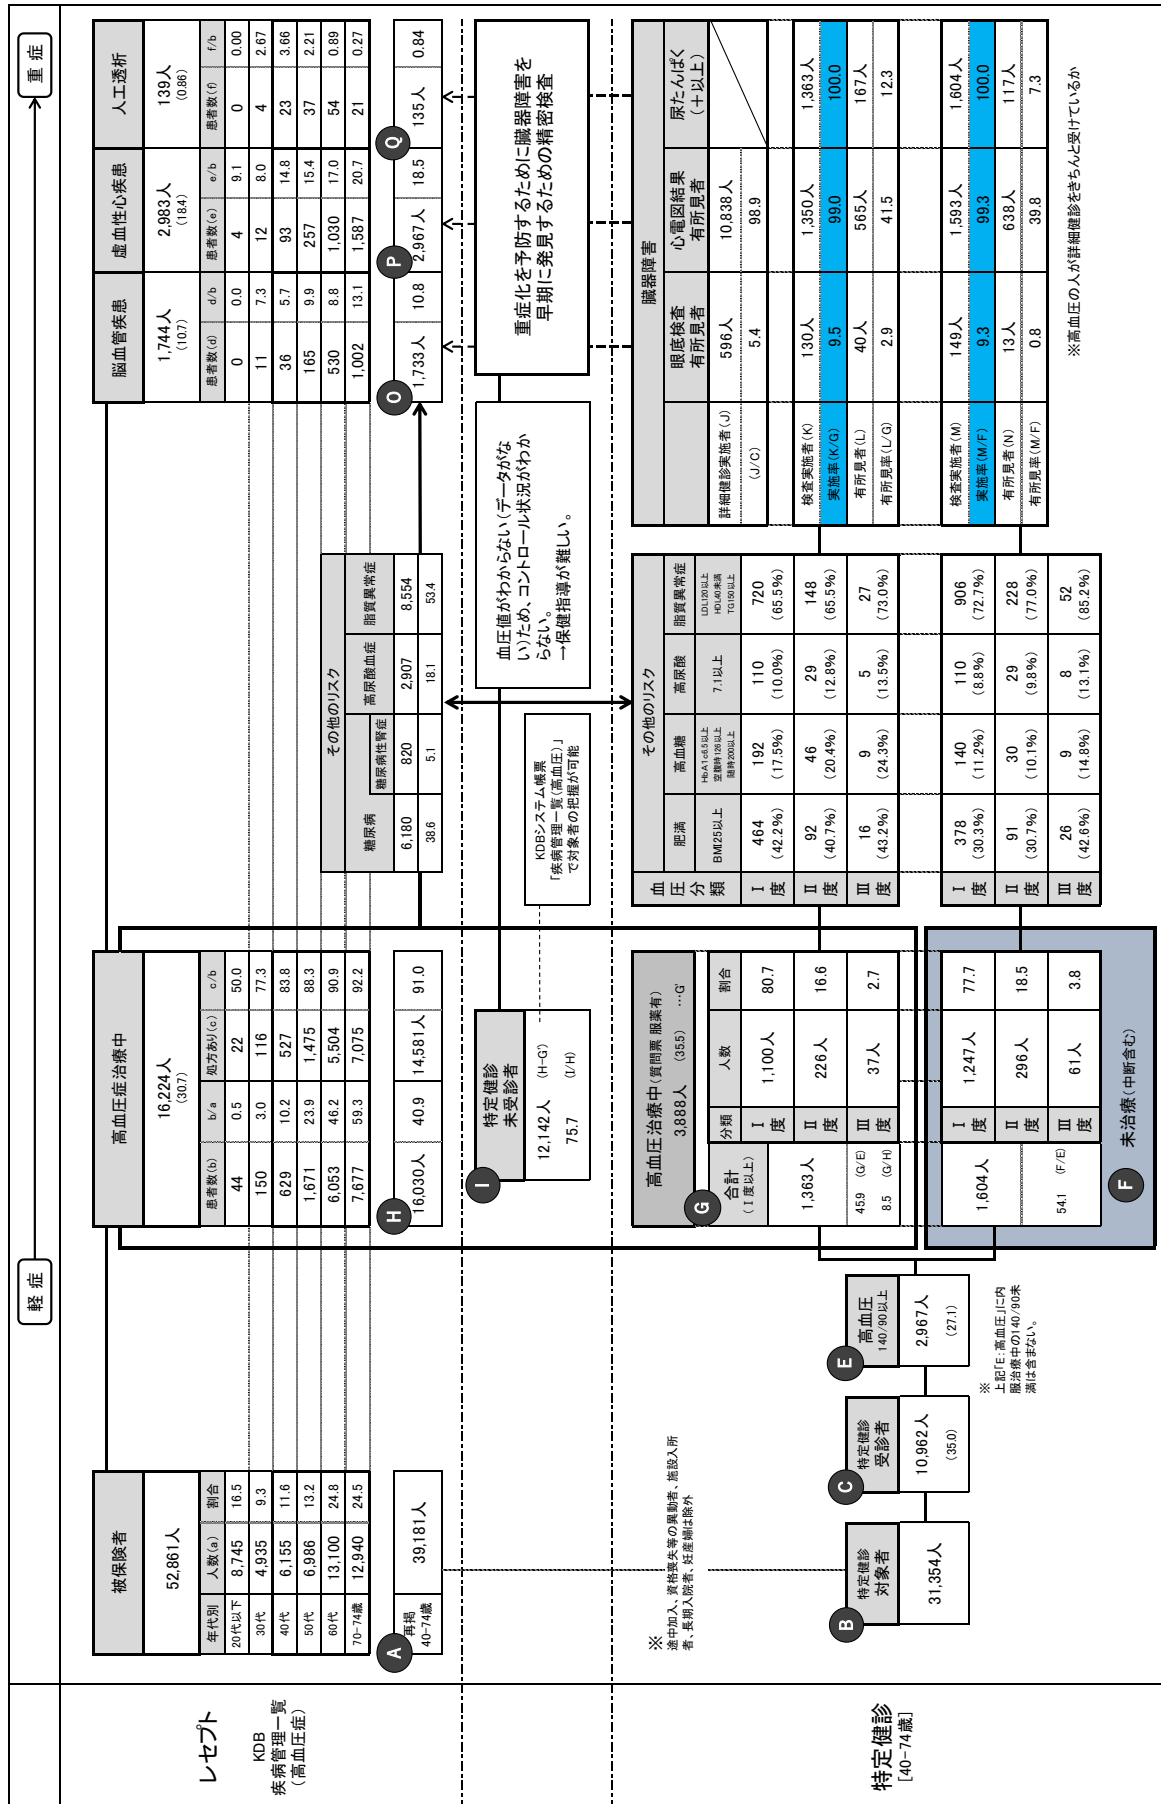 軽症
重症
レセプト
KDB
疾病管理一覧
（高血圧症）
被保険者
52,861人
年代別 人数(a) 割合
20代以下 8,745 16.5
30代 4,935 9.3
40代 6,155 11.6
50代 6,986 13.2
60代 13,100 24.8
70-74歳 12,940 24.5
A
再掲
40-74歳
39,181人
高血圧症治療中
16,224人
(30.7)
患者数(b) b/a 処方あり(c) c/b
44 0.5 22 50.0
150 3.0 116 77.3
629 10.2 527 83.8
1,671 23.9 1,475 88.3
6,053 46.2 5,504 90.9
7,677 59.3 7,075 92.2
H
16,030人 40.9 14,581人 91.0
その他のリスク
糖尿病 糖尿病性腎症 高尿酸血症 脂質異常症
6,180 820 2,907 8,554
38.6 5.1 18.1 53.4
脳血管疾患 虚血性心疾患 人工透析
1,744人 2,983人 139人
(10.7) (18.4) (0.86)
患者数(d) d/b 患者数(e) e/b 患者数(f) f/b
0 0.0 4 9.1 0 0.00
11 7.3 12 8.0 4 2.67
36 5.7 93 14.8 23 3.66
165 9.9 257 15.4 37 2.21
530 8.8 1,030 17.0 54 0.89
1,002 13.1 1,587 20.7 21 0.27
O P Q
1,733人 10.8 2,967人 18.5 135人 0.84
I
特定健診
未受診者
12,142人 (H-G')
75.7 (I/H)
KDBシステム帳票
「疾病管理一覧(高血圧)」
で対象者の把握が可能
血圧値がわからない（データがな
い）ため、コントロール状況がわか
らない。
→保健指導が難しい。
重症化を予防するために臓器障害を
早期に発見するための精密検査
特定健診
[40-74歳]
※
途中加入、資格喪失等の異動者、施設入所
者、長期入院者、妊産婦は除外
B
特定健診
対象者
31,354人
C
特定健診
受診者
10,962人
(35.0)
E
高血圧
140/90以上
2,967人
(27.1)
※
上記「E：高血圧」に内
服治療中の140/90未
満は含まない。
高血圧治療中(質問票 服薬有)
3,888人 (35.5) …G'
G
合計
(Ⅰ度以上)
分類 人数 割合
1,363人
45.9 (G/E)
8.5 (G/H)
Ⅰ度 1,100人 80.7
Ⅱ度 226人 16.6
Ⅲ度 37人 2.7
1,604人
54.1 (F/E)
Ⅰ度 1,247人 77.7
Ⅱ度 296人 18.5
Ⅲ度 61人 3.8
F
未治療(中断含む)
血圧分類
その他のリスク
肥満 高血糖 高尿酸 脂質異常症
BMI25以上
HbA1c6.5以上
空腹時126以上
随時200以上
7.1以上
LDL120以上
HDL40未満
TG150以上
Ⅰ度 464 192 110 720
(42.2%) (17.5%) (10.0%) (65.5%)
Ⅱ度 92 46 29 148
(40.7%) (20.4%) (12.8%) (65.5%)
Ⅲ度 16 9 5 27
(43.2%) (24.3%) (13.5%) (73.0%)
Ⅰ度 378 140 110 906
(30.3%) (11.2%) (8.8%) (72.7%)
Ⅱ度 91 30 29 228
(30.7%) (10.1%) (9.8%) (77.0%)
Ⅲ度 26 9 8 52
(42.6%) (14.8%) (13.1%) (85.2%)
臓器障害
眼底検査
有所見者
心電図結果
有所見者
尿たんぱく
（＋以上）
詳細健診実施者(J) 596人 10,838人
(J/C) 5.4 98.9
検査実施者(K) 130人 1,350人 1,363人
実施率(K/G) 9.5 99.0 100.0
有所見者(L) 40人 565人 167人
有所見率(L/G) 2.9 41.5 12.3
検査実施者(M) 149人 1,593人 1,604人
実施率(M/F) 9.3 99.3 100.0
有所見者(N) 13人 638人 117人
有所見率(M/F) 0.8 39.8 7.3
※高血圧の人が詳細健診をきちんと受けているか